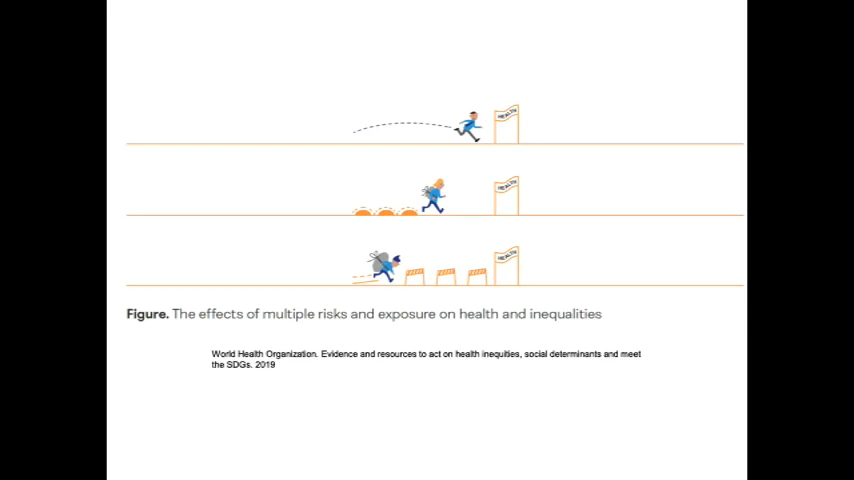 HEALTH
HEALTH
HEALTH
Figure. The effects of multiple risks and exposure on health and inequalities
World Health Organization. Evidence and resources to act on health inequities, social determinants and meet
the SDGs. 2019